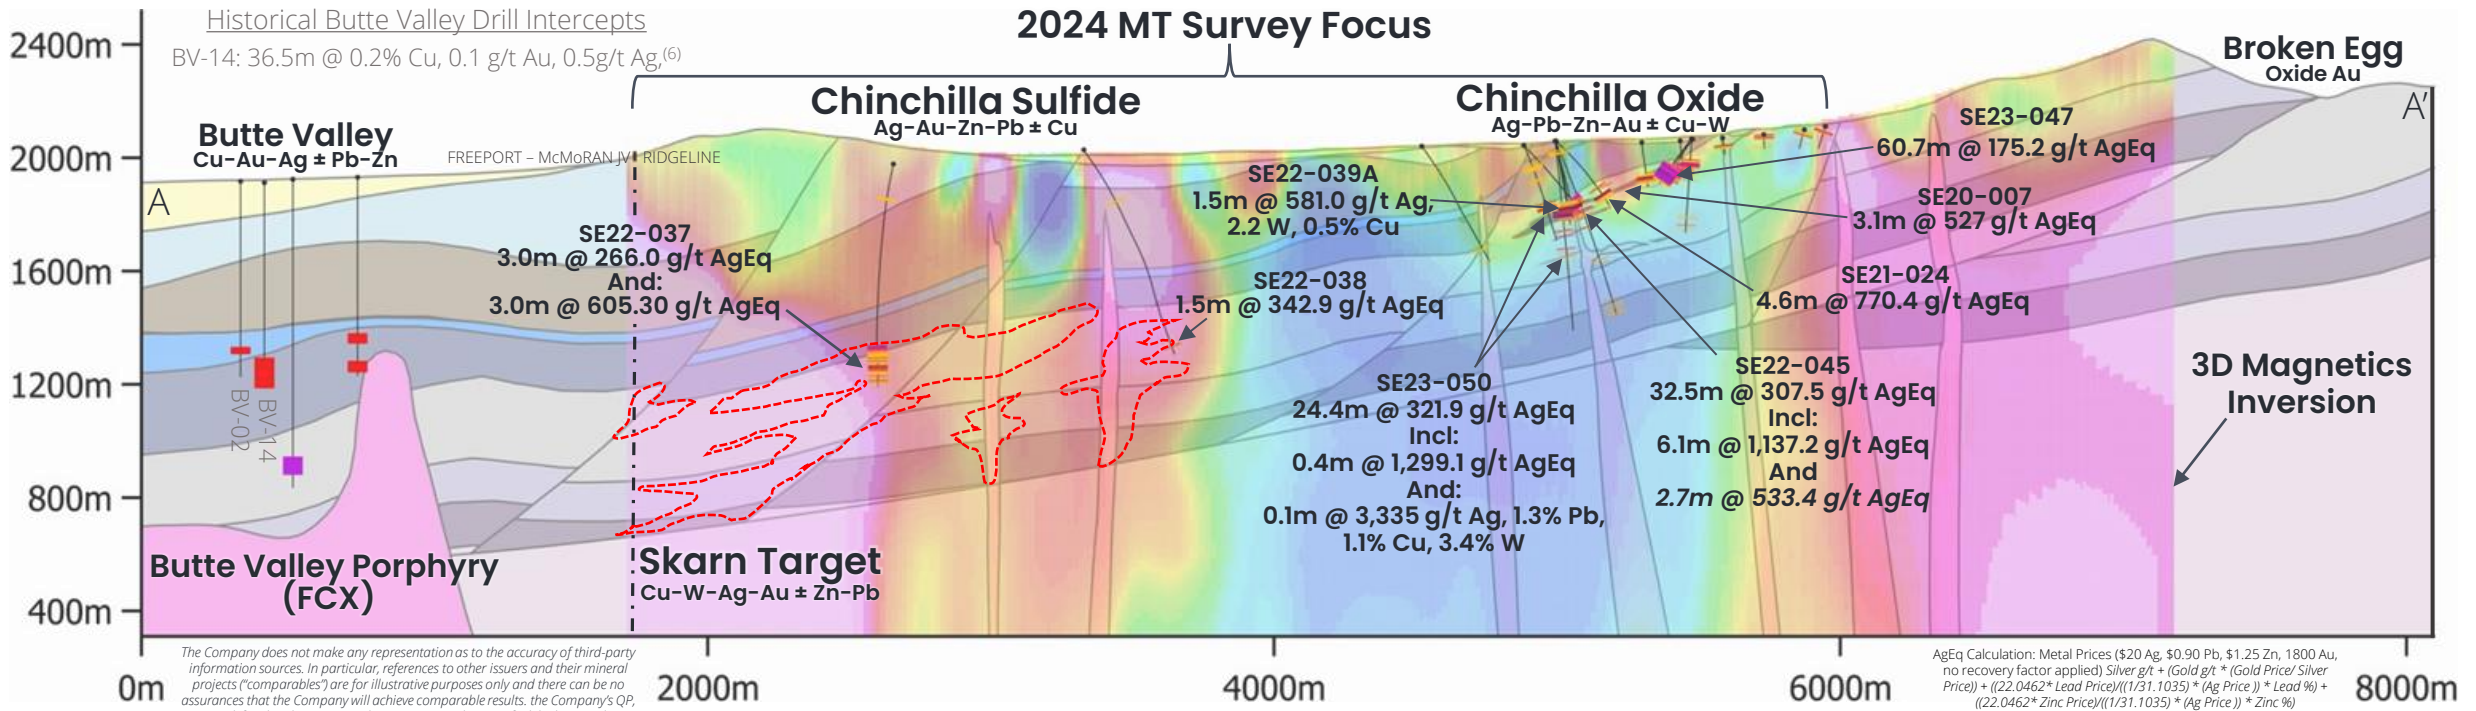 Historical Butte Valley Drill Intercepts
BV-14: 36.5m @ 0.2% Cu, 0.1 g/t Au, 0.5g/t Ag,(6)
2024 MT Survey Focus
Broken Egg
Oxide Au
Butte Valley
Cu-Au-Ag ± Pb-Zn
FREEPORT – McMoRAN JV
RIDGELINE
Chinchilla Sulfide
Ag-Au-Zn-Pb ± Cu
Chinchilla Oxide
Ag-Pb-Zn-Au ± Cu-W
A
A’
SE22-037
3.0m @ 266.0 g/t AgEq
And:
3.0m @ 605.30 g/t AgEq
SE22-039A
1.5m @ 581.0 g/t Ag,
2.2 W, 0.5% Cu
SE22-038
1.5m @ 342.9 g/t AgEq
SE23-047
60.7m @ 175.2 g/t AgEq
SE20-007
3.1m @ 527 g/t AgEq
SE21-024
4.6m @ 770.4 g/t AgEq
SE23-050
24.4m @ 321.9 g/t AgEq
Incl:
0.4m @ 1,299.1 g/t AgEq
And:
0.1m @ 3,335 g/t Ag, 1.3% Pb,
1.1% Cu, 3.4% W
SE22-045
32.5m @ 307.5 g/t AgEq
Incl:
6.1m @ 1,137.2 g/t AgEq
And
2.7m @ 533.4 g/t AgEq
3D Magnetics
Inversion
BV-02
BV-14
Butte Valley Porphyry
(FCX)
Skarn Target
Cu-W-Ag-Au ± Zn-Pb
2400m
2000m
1600m
1200m
800m
400m
0m
2000m
4000m
6000m
8000m
The Company does not make any representation as to the accuracy of third-party
information sources. In particular, references to other issuers and their mineral
projects (“comparables”) are for illustrative purposes only and there can be no
assurances that the Company will achieve comparable results. the Company’s QP,
AgEq Calculation: Metal Prices ($20 Ag, $0.90 Pb, $1.25 Zn, 1800 Au,
no recovery factor applied) Silver g/t + (Gold g/t * (Gold Price/ Silver
Price)) + ((22.0462* Lead Price)/((1/31.1035) * (Ag Price )) * Lead %) +
((22.0462* Zinc Price)/((1/31.1035) * (Ag Price )) * Zinc %)